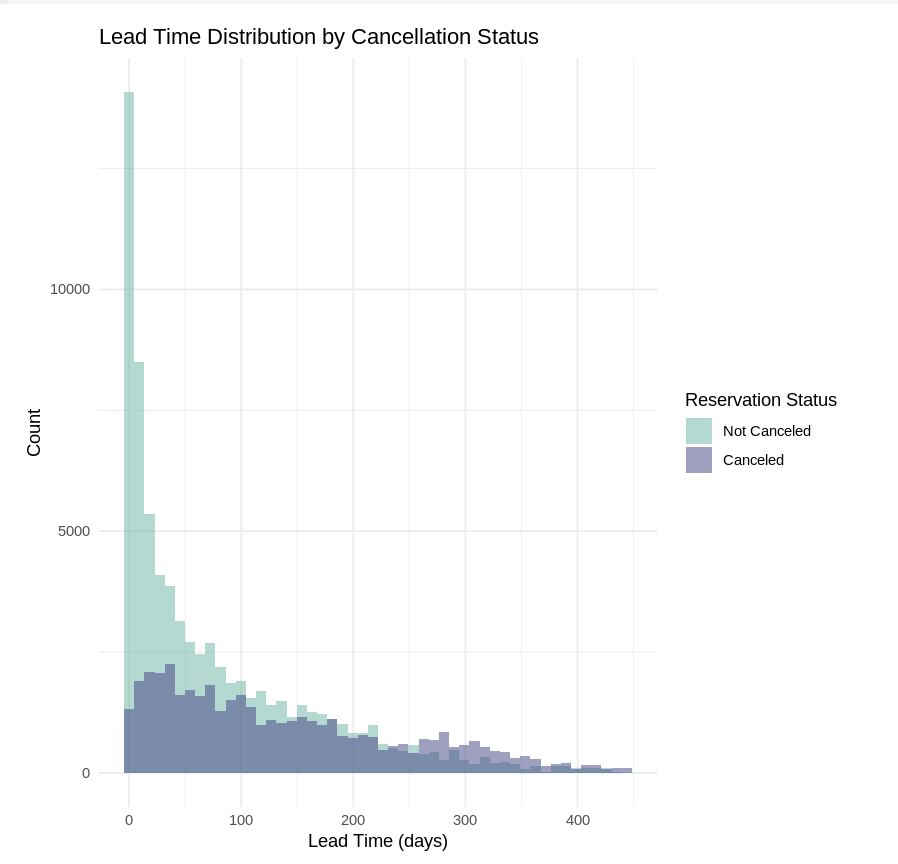 Lead Time Distribution by Cancellation Status
Count
10000
5000
0
0 100 200 300 400
Lead Time (days)
Reservation Status
Not Canceled
Canceled